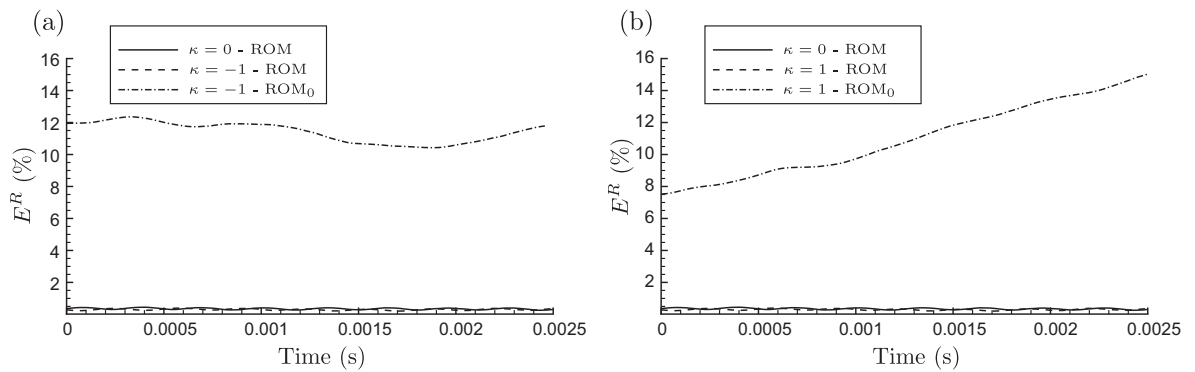 (a)
κ = 0 - ROM
κ = −1 - ROM
κ = −1 - ROM₀
16
14
12
10
8
6
4
2
0 0.0005 0.001 0.0015 0.002 0.0025
E^R (%)
Time (s)
(b)
κ = 0 - ROM
κ = 1 - ROM
κ = 1 - ROM₀
16
14
12
10
8
6
4
2
0 0.0005 0.001 0.0015 0.002 0.0025
E^R (%)
Time (s)